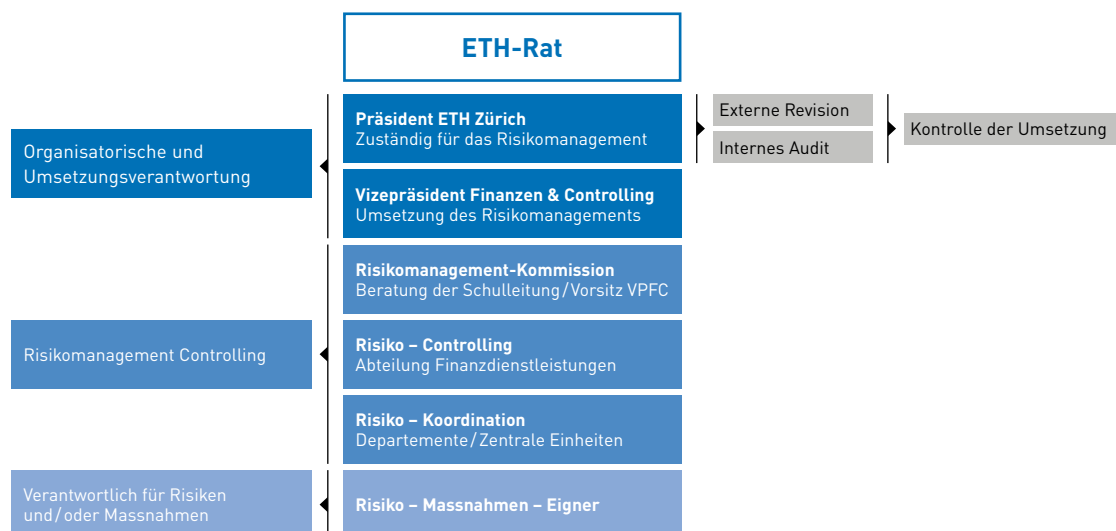 ETH-Rat
Organisatorische und
Umsetzungsverantwortung
Präsident ETH Zürich
Zuständig für das Risikomanagement
Vizepräsident Finanzen & Controlling
Umsetzung des Risikomanagements
Externe Revision
Internes Audit
Kontrolle der Umsetzung
Risikomanagement Controlling
Risikomanagement-Kommission
Beratung der Schulleitung/Vorsitz VPFC
Risiko – Controlling
Abteilung Finanzdienstleistungen
Risiko – Koordination
Departemente/Zentrale Einheiten
Verantwortlich für Risiken
und/oder Massnahmen
Risiko – Massnahmen – Eigner